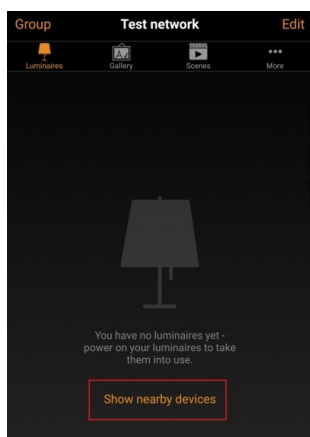 Group Test network Edit
Luminaires Gallery Scenes More
You have no luminaires yet -
power on your luminaires to take
them into use.
Show nearby devices